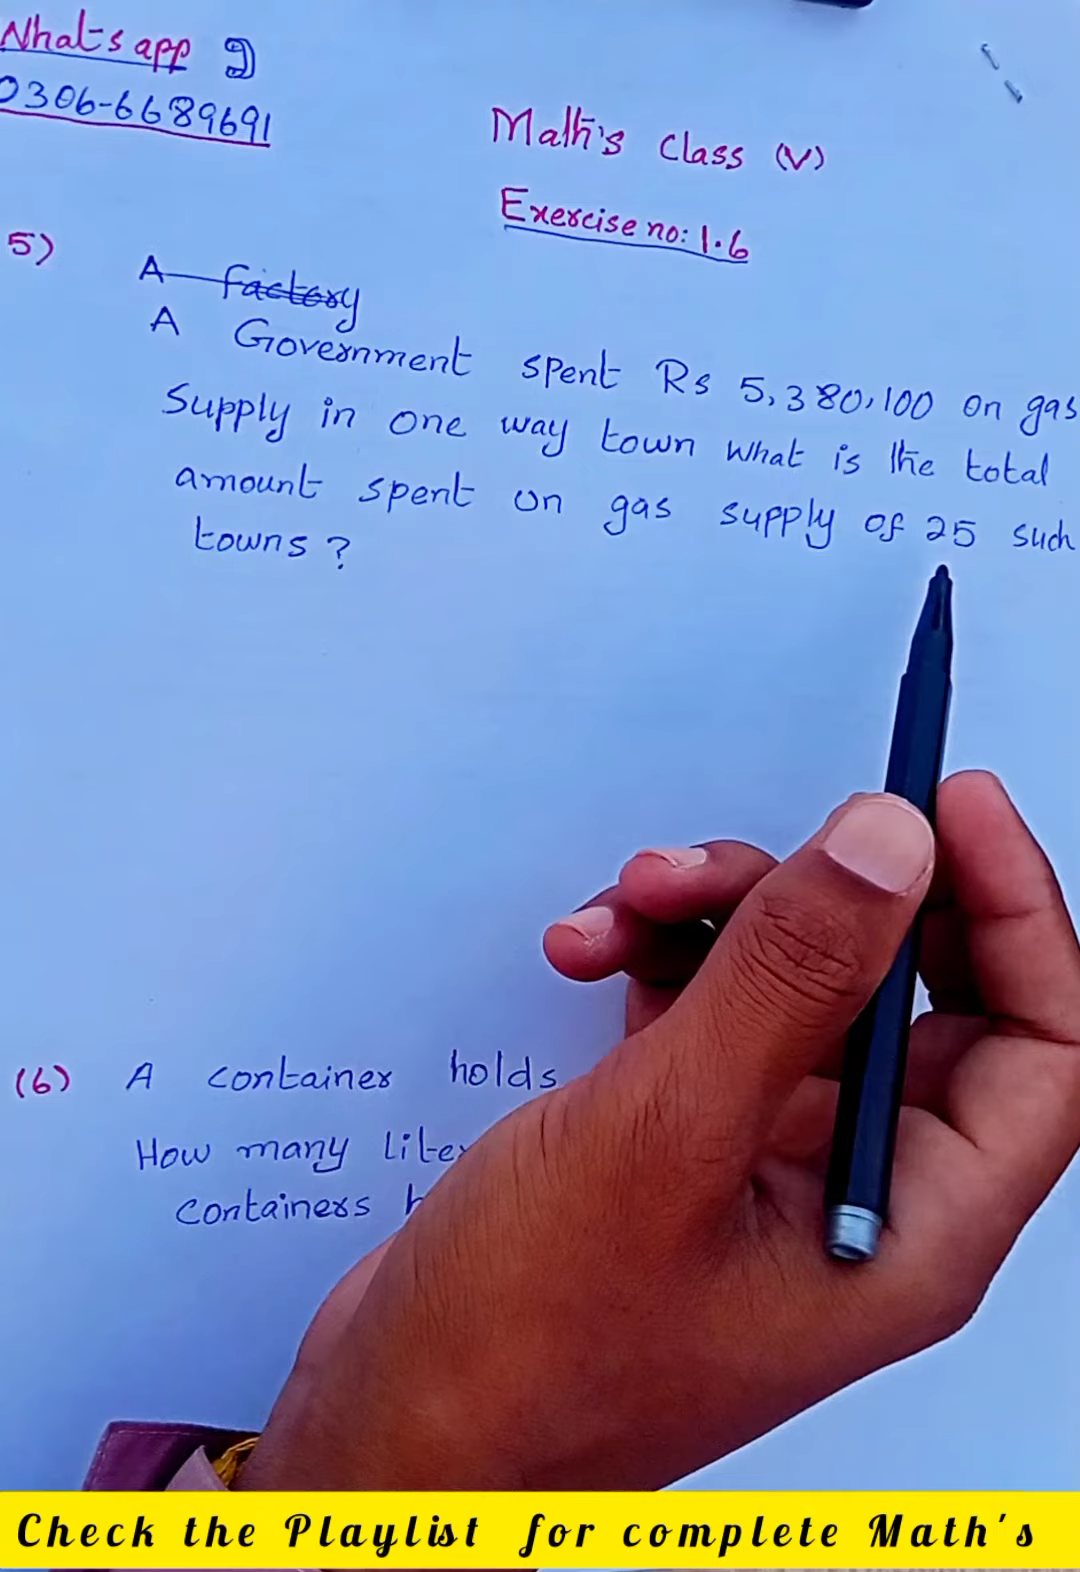 Whatsapp
0306-6689691
Math's Class (V)
Exercise no: 1.6
5)
A factory
A Government spent Rs 5,380,100 on gas
Supply in one way town What is the total
amount spent on gas supply of 25 such
towns?
(6) A container holds
How many lite
containers h
Check the Playlist for complete Math's